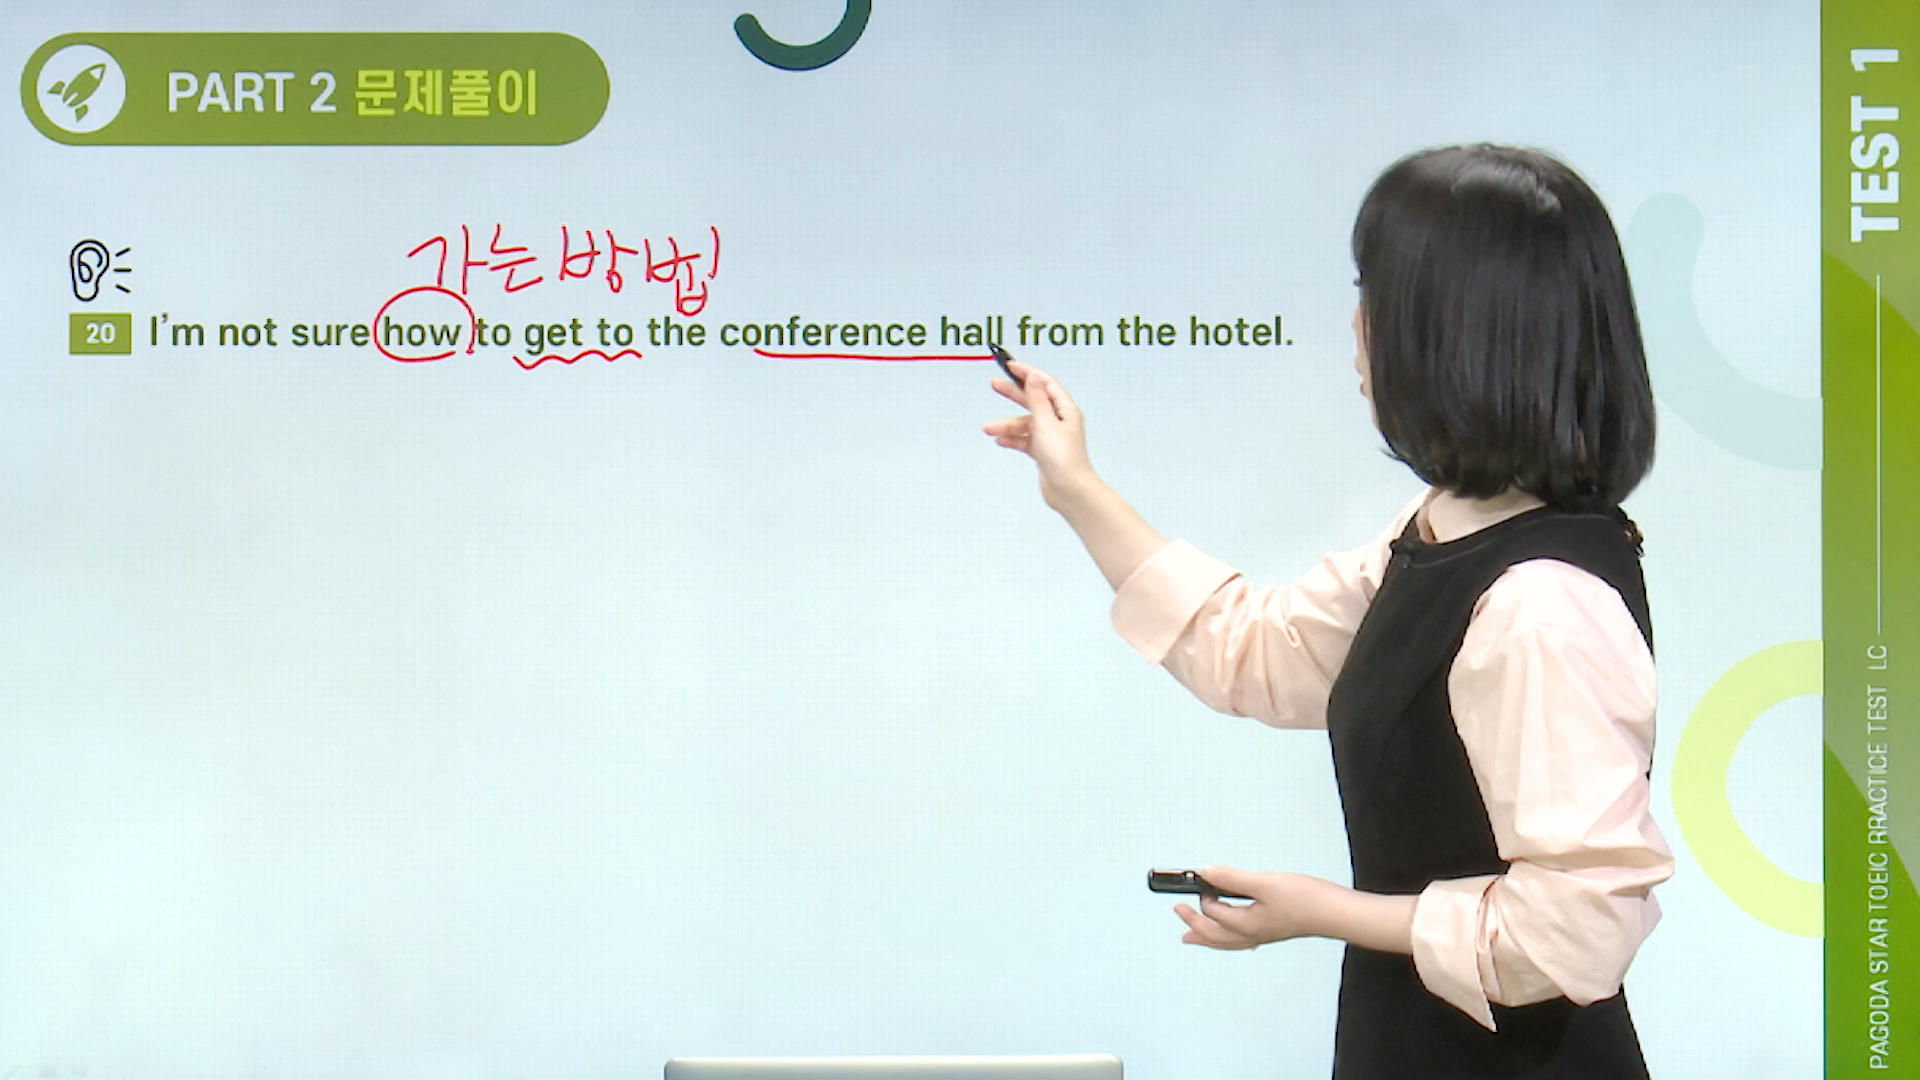 PART 2 문제풀이
가는 방법
20 I'm not sure how to get to the conference hall from the hotel.
TEST 1
PAGODA STAR TOEIC RRACTICE TEST LC